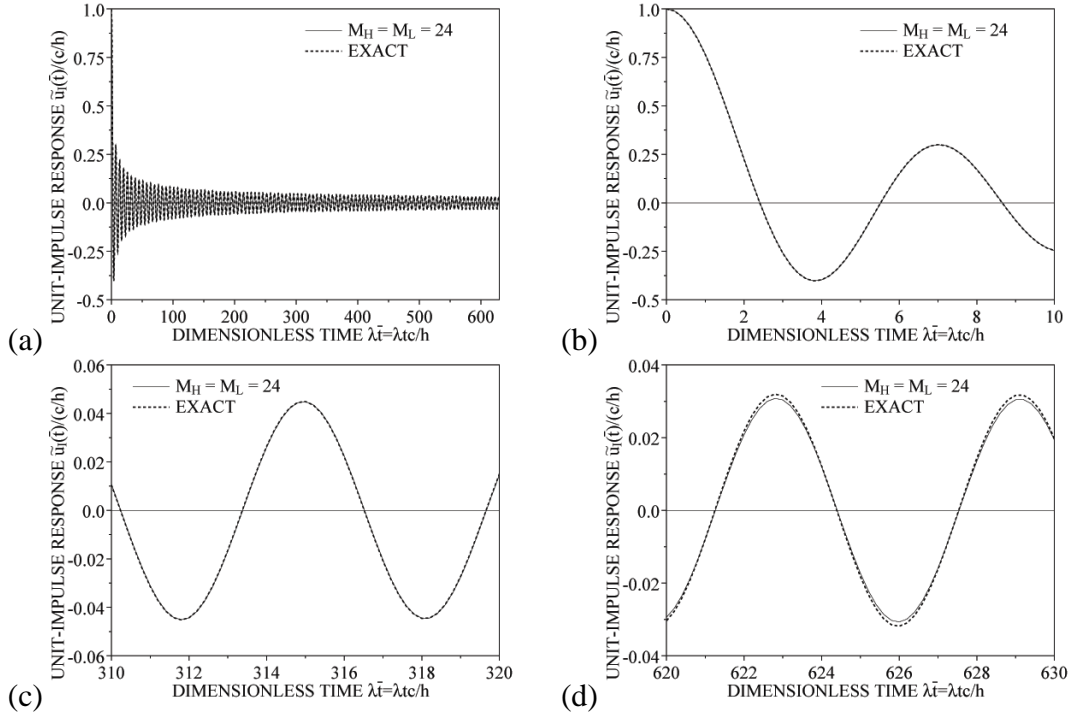 UNIT-IMPULSE RESPONSE ũ_I(t̄)/(c/h)
1.0
0.75
0.5
0.25
0.0
-0.25
-0.5
M_H = M_L = 24
EXACT
0 100 200 300 400 500 600
DIMENSIONLESS TIME λt̄=λtc/h
(a)
UNIT-IMPULSE RESPONSE ũ_I(t̄)/(c/h)
1.0
0.75
0.5
0.25
0.0
-0.25
-0.5
M_H = M_L = 24
EXACT
0 2 4 6 8 10
DIMENSIONLESS TIME λt̄=λtc/h
(b)
UNIT-IMPULSE RESPONSE ũ_I(t̄)/(c/h)
0.06
0.04
0.02
0.0
-0.02
-0.04
-0.06
M_H = M_L = 24
EXACT
310 312 314 316 318 320
DIMENSIONLESS TIME λt̄=λtc/h
(c)
UNIT-IMPULSE RESPONSE ũ_I(t̄)/(c/h)
0.04
0.02
0.0
-0.02
-0.04
M_H = M_L = 24
EXACT
620 622 624 626 628 630
DIMENSIONLESS TIME λt̄=λtc/h
(d)